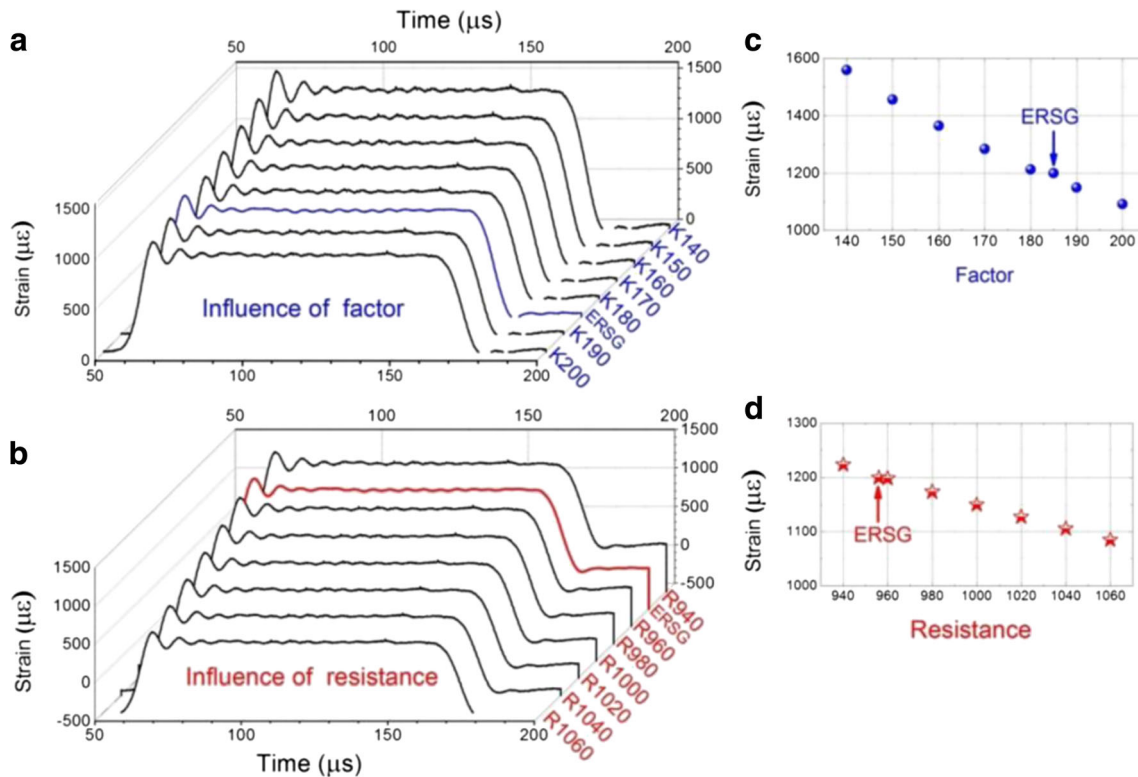 a
Time (μs)
50 100 150 200
1500
1000
500
0
Strain (με)
1500
1000
500
0
Influence of factor
50 100 150 200
K140
K150
K160
K170
K180
ERSG
K190
K200
b
50 100 150 200
1500
1000
500
0
-500
Strain (με)
1500
1000
500
0
-500
Influence of resistance
50 100 150 200
Time (μs)
R940
ERSG
R960
R980
R1000
R1020
R1040
R1060
c
Strain (με)
1600
1400
1200
1000
ERSG
140 150 160 170 180 190 200
Factor
d
Strain (με)
1300
1200
1100
1000
ERSG
940 960 980 1000 1020 1040 1060
Resistance